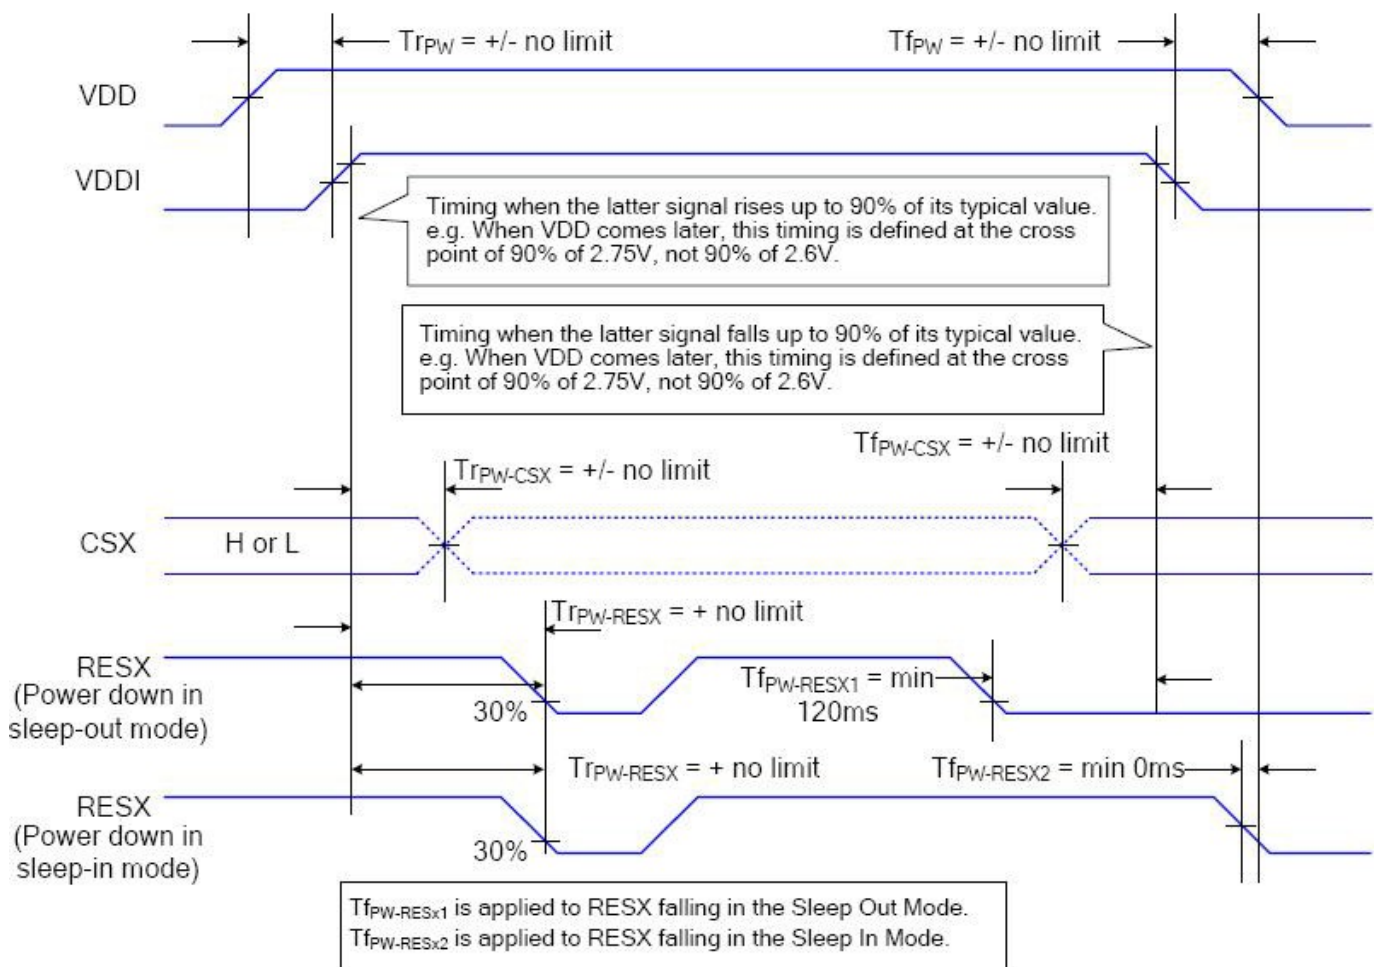 TrPW = +/- no limit
TfPW = +/- no limit
VDD
VDDI
Timing when the latter signal rises up to 90% of its typical value.
e.g. When VDD comes later, this timing is defined at the cross
point of 90% of 2.75V, not 90% of 2.6V.
Timing when the latter signal falls up to 90% of its typical value.
e.g. When VDD comes later, this timing is defined at the cross
point of 90% of 2.75V, not 90% of 2.6V.
TfPW-CSX = +/- no limit
TrPW-CSX = +/- no limit
CSX
H or L
TrPW-RESX = + no limit
RESX
(Power down in
sleep-out mode)
30%
TfPW-RESX1 = min
120ms
TrPW-RESX = + no limit
TfPW-RESX2 = min 0ms
RESX
(Power down in
sleep-in mode)
30%
TfPW-RESx1 is applied to RESX falling in the Sleep Out Mode.
TfPW-RESx2 is applied to RESX falling in the Sleep In Mode.